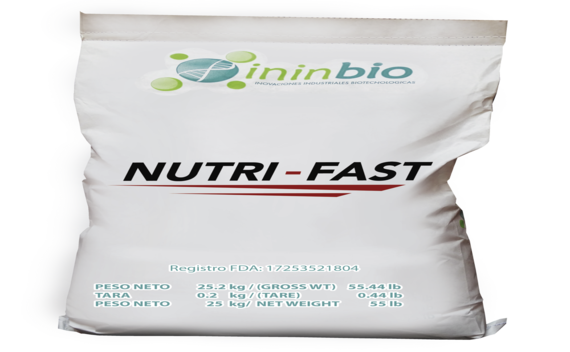 ininbio
INOVACIONES INDUSTRIALES BIOTECNOLOGICAS
NUTRI-FAST
Registro FDA: 17253521804
PESO NETO 25.2 kg / (GROSS WT) 55.44 lb
TARA 0.2 kg / (TARE) 0.44 lb
PESO NETO 25 kg/ NET WEIGHT 55 lb